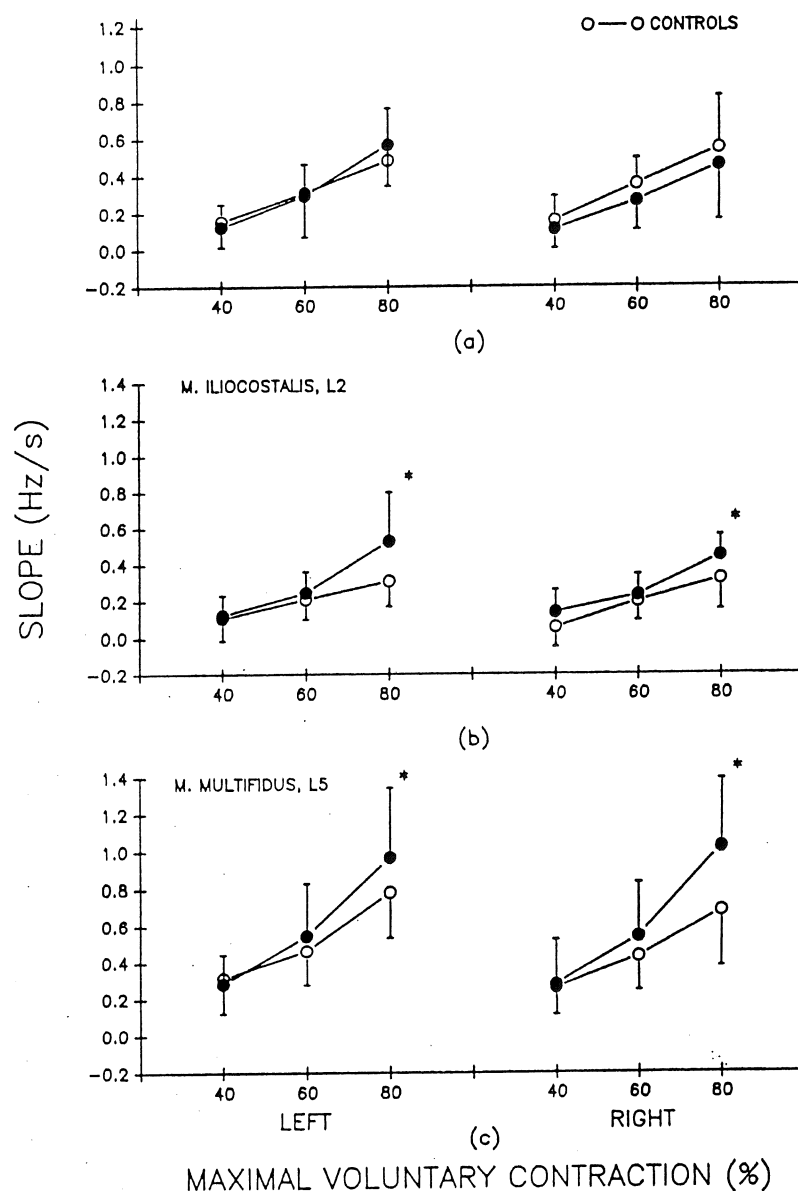 O—O CONTROLS
1.2
1.0
0.8
0.6
0.4
0.2
0.0
-0.2
40 60 80 40 60 80
(a)
M. ILIOCOSTALIS, L2
1.4
1.2
1.0
0.8
*
0.6
*
0.4
0.2
0.0
-0.2
40 60 80 40 60 80
(b)
SLOPE (Hz/s)
M. MULTIFIDUS, L5
1.4
* *
1.2
1.0
0.8
0.6
0.4
0.2
0.0
-0.2
40 60 80 40 60 80
LEFT RIGHT
(c)
MAXIMAL VOLUNTARY CONTRACTION (%)